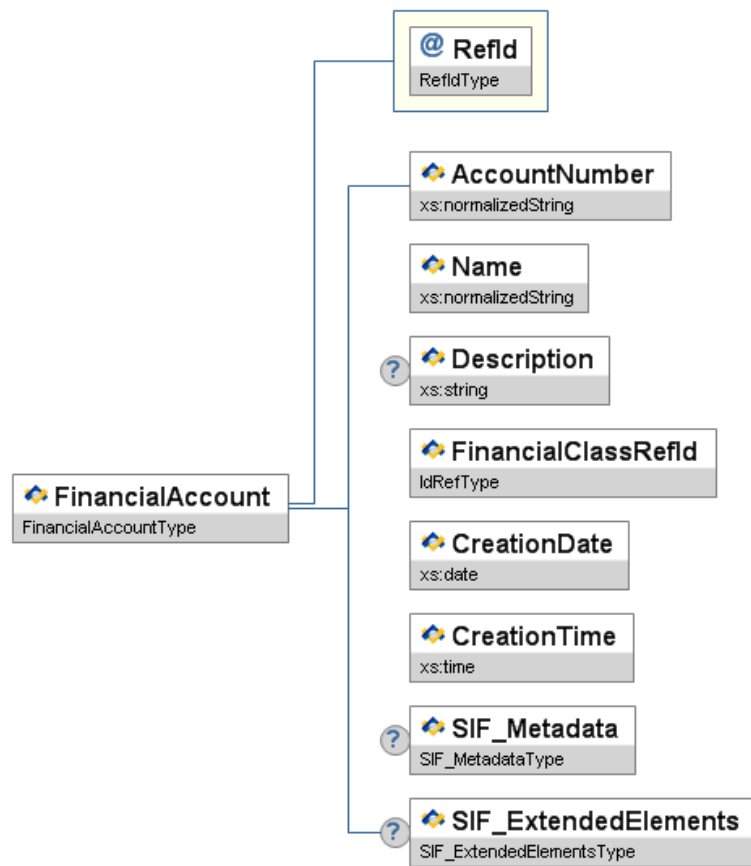 @ RefId
RefIdType
AccountNumber
xs:normalizedString
Name
xs:normalizedString
? Description
xs:string
FinancialClassRefId
IdRefType
FinancialAccount
FinancialAccountType
CreationDate
xs:date
CreationTime
xs:time
? SIF_Metadata
SIF_MetadataType
? SIF_ExtendedElements
SIF_ExtendedElementsType